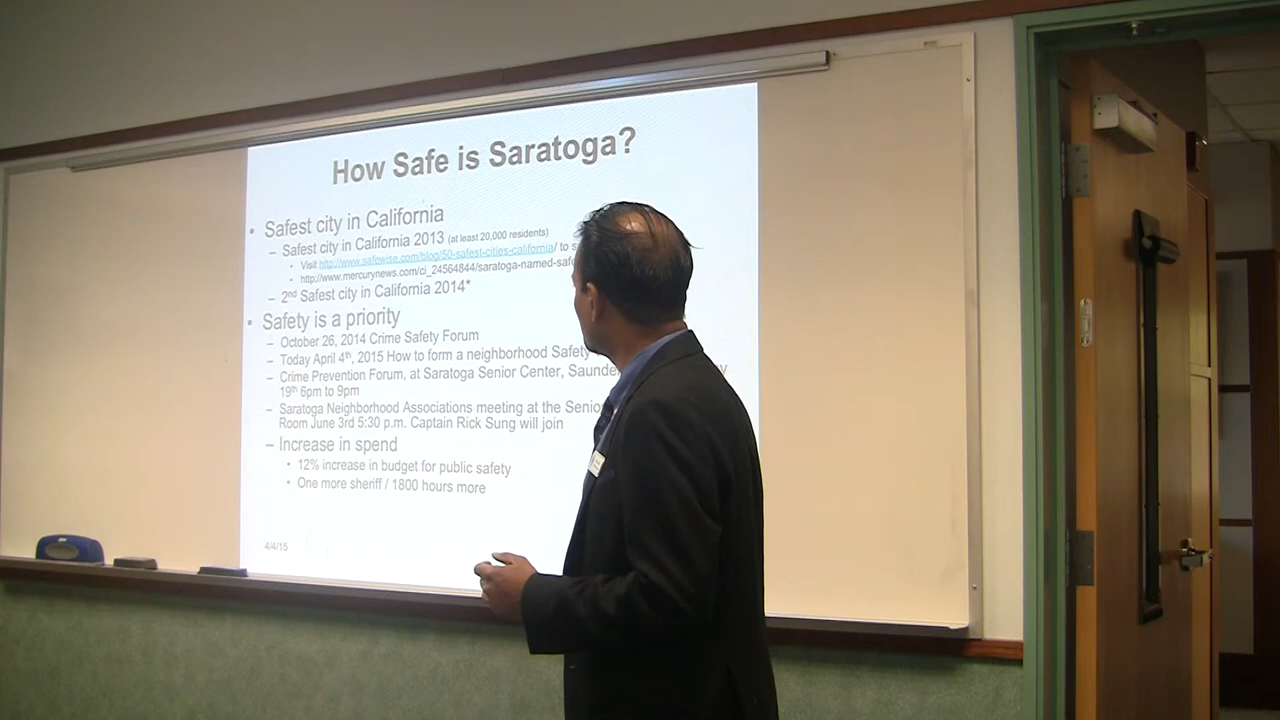 How Safe is Saratoga?
• Safest city in California
– Safest city in California 2013 (at least 20,000 residents)
• Visit http://www.safewise.com/blog/50-safest-cities-california/ to
• http://www.mercurynews.com/ci_24564844/saratoga-named-safe
– 2nd Safest city in California 2014*
• Safety is a priority
– October 26, 2014 Crime Safety Forum
– Today April 4th, 2015 How to form a neighborhood Safety
– Crime Prevention Forum, at Saratoga Senior Center,
19th 6pm to 9pm
– Saratoga Neighborhood Associations meeting at the
Room June 3rd 5:30 p.m. Captain Rick Sung will join
– Increase in spend
• 12% increase in budget for public safety
• One more sheriff / 1800 hours more
4/4/15